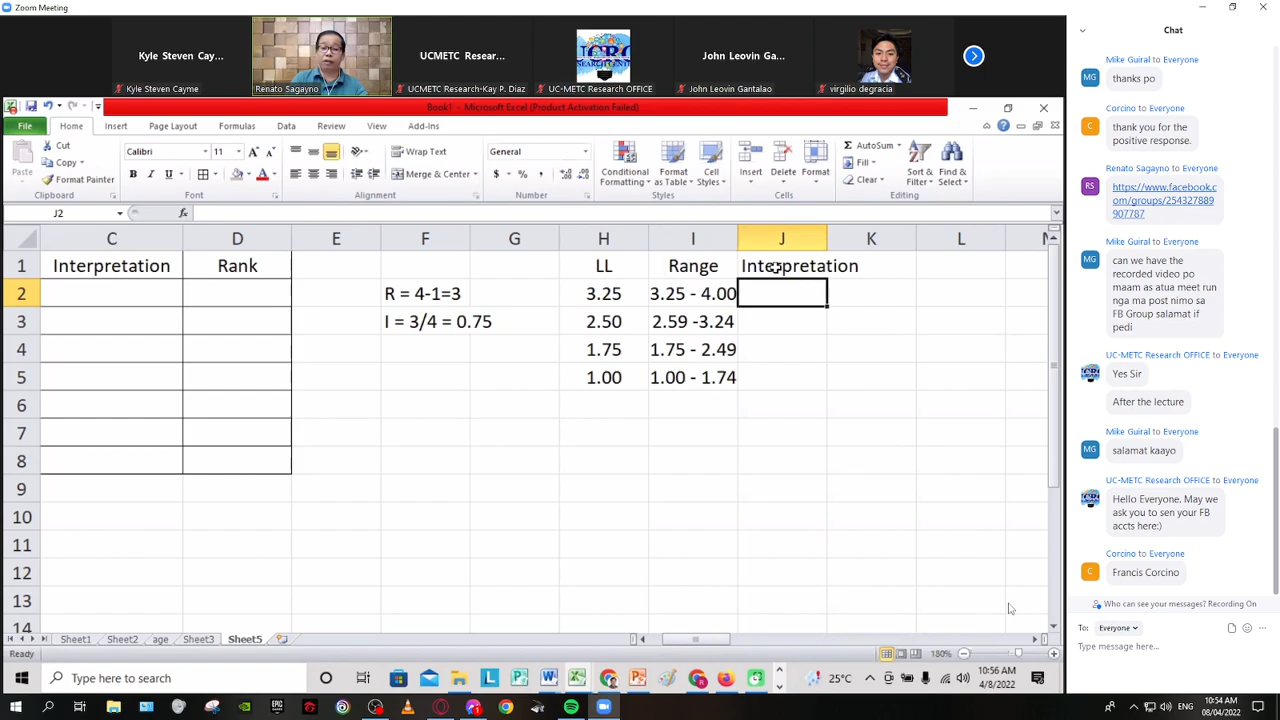 Zoom Meeting
Kyle Steven Cay...
UCMETC Resear...
John Leovin Ga...
Kyle Steven Cayme
Renato Sagayno
UCMETC Research-Kay P. Diaz
UC-METC Research OFFICE
John Leovin Gantalao
virgilio degracia
Book1 - Microsoft Excel (Product Activation Failed)
File Home Insert Page Layout Formulas Data Review View Add-Ins
Paste
Cut
Copy
Format Painter
Clipboard
Calibri 11
B I U
Font
Wrap Text
Merge & Center
Alignment
General
$ % ,
Number
Conditional Formatting
Format as Table
Cell Styles
Styles
Insert Delete Format
Cells
AutoSum
Fill
Clear
Sort & Filter
Find & Select
Editing
J2 fx
C D E F G H I J K L
1 Interpretation Rank LL Range Interpretation
2 R = 4-1=3 3.25 3.25 - 4.00
3 I = 3/4 = 0.75 2.50 2.59 -3.24
4 1.75 1.75 - 2.49
5 1.00 1.00 - 1.74
6
7
8
9
10
11
12
13
14
Sheet1 Sheet2 age Sheet3 Sheet5
Ready 180%
Type here to search
25°C
10:56 AM
4/8/2022
Chat
Mike Guiral to Everyone
MG
thanks po
Corcino to Everyone
C
thank you for the
positive response.
Renato Sagayno to Everyone
RS
https://www.facebook.c
om/groups/254327889
907787
Mike Guiral to Everyone
MG
can we have the
recorded video po
maam as atua meet run
nga ma post nimo sa
FB Group salamat if
pedi
UC-METC Research OFFICE to Everyone
Yes Sir
After the lecture
Mike Guiral to Everyone
MG
salamat kaayo
UC-METC Research OFFICE to Everyone
Hello Everyone. May we
ask you to sen your FB
accts here:)
Corcino to Everyone
C
Francis Corcino
Who can see your messages? Recording On
To: Everyone
Type message here...
ENG
10:54 AM
08/04/2022